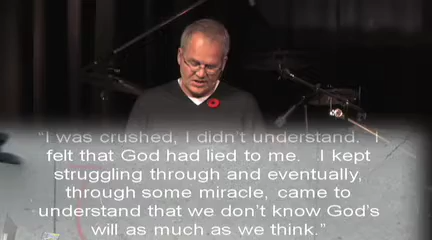 “I was crushed, I didn’t understand.  I
felt that God had lied to me.  I kept
struggling through and eventually,
through some miracle, came to
understand that we don’t know God’s
will as much as we think.”